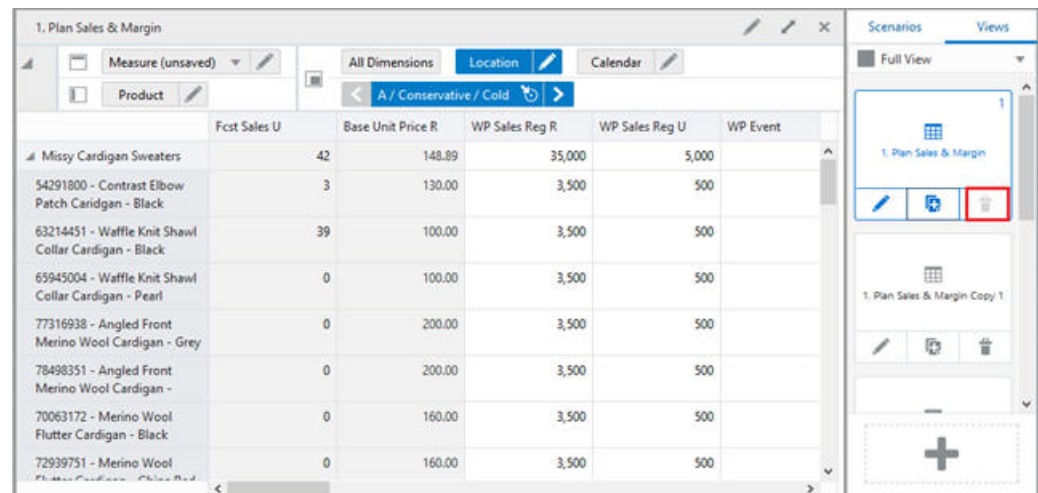 1. Plan Sales & Margin
Scenarios Views
Measure (unsaved)
All Dimensions Location Calendar
Full View
Product
A / Conservative / Cold
1
Fcst Sales U Base Unit Price R WP Sales Reg R WP Sales Reg U WP Event
1. Plan Sales & Margin
Missy Cardigan Sweaters 42 148.89 35,000 5,000
54291800 - Contrast Elbow 3 130.00 3,500 500
Patch Caridgan - Black
63214451 - Waffle Knit Shawl 39 100.00 3,500 500
Collar Cardigan - Black
65945004 - Waffle Knit Shawl 0 100.00 3,500 500
Collar Cardigan - Pearl
1. Plan Sales & Margin Copy 1
77316938 - Angled Front 0 200.00 3,500 500
Merino Wool Cardigan - Grey
78498351 - Angled Front 0 200.00 3,500 500
Merino Wool Cardigan -
70063172 - Merino Wool 0 160.00 3,500 500
Flutter Cardigan - Black
72939751 - Merino Wool 0 160.00 3,500 500